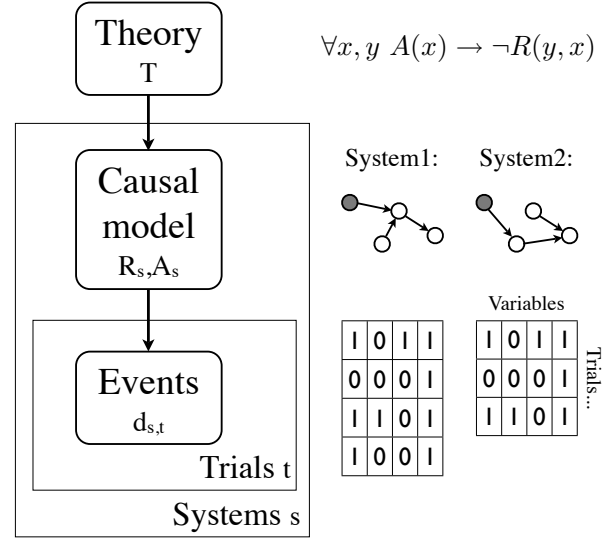 Theory
T
∀x, y A(x) → ¬R(y, x)
Causal
model
Rₛ,Aₛ
System1:
System2:
Events
dₛ,ₜ
Trials t
Systems s
1 0 1 1
0 0 0 1
1 1 0 1
1 0 0 1
Variables
1 0 1 1
0 0 0 1
1 1 0 1
Trials...